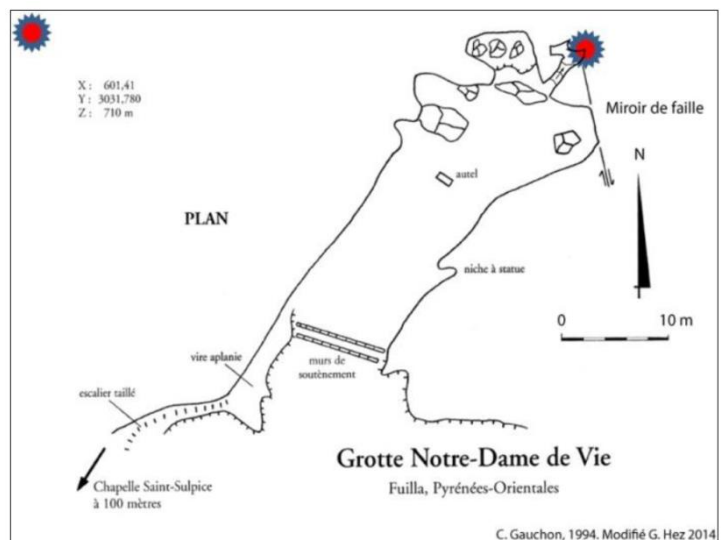 X : 601,41
Y : 3031,780
Z : 710 m
Miroir de faille
N
autel
PLAN
niche à statue
0 10 m
vire aplanie
murs de
soutènement
escalier taillé
Grotte Notre-Dame de Vie
Fuilla, Pyrénées-Orientales
Chapelle Saint-Sulpice
à 100 mètres
C. Gauchon, 1994. Modifié G. Hez 2014